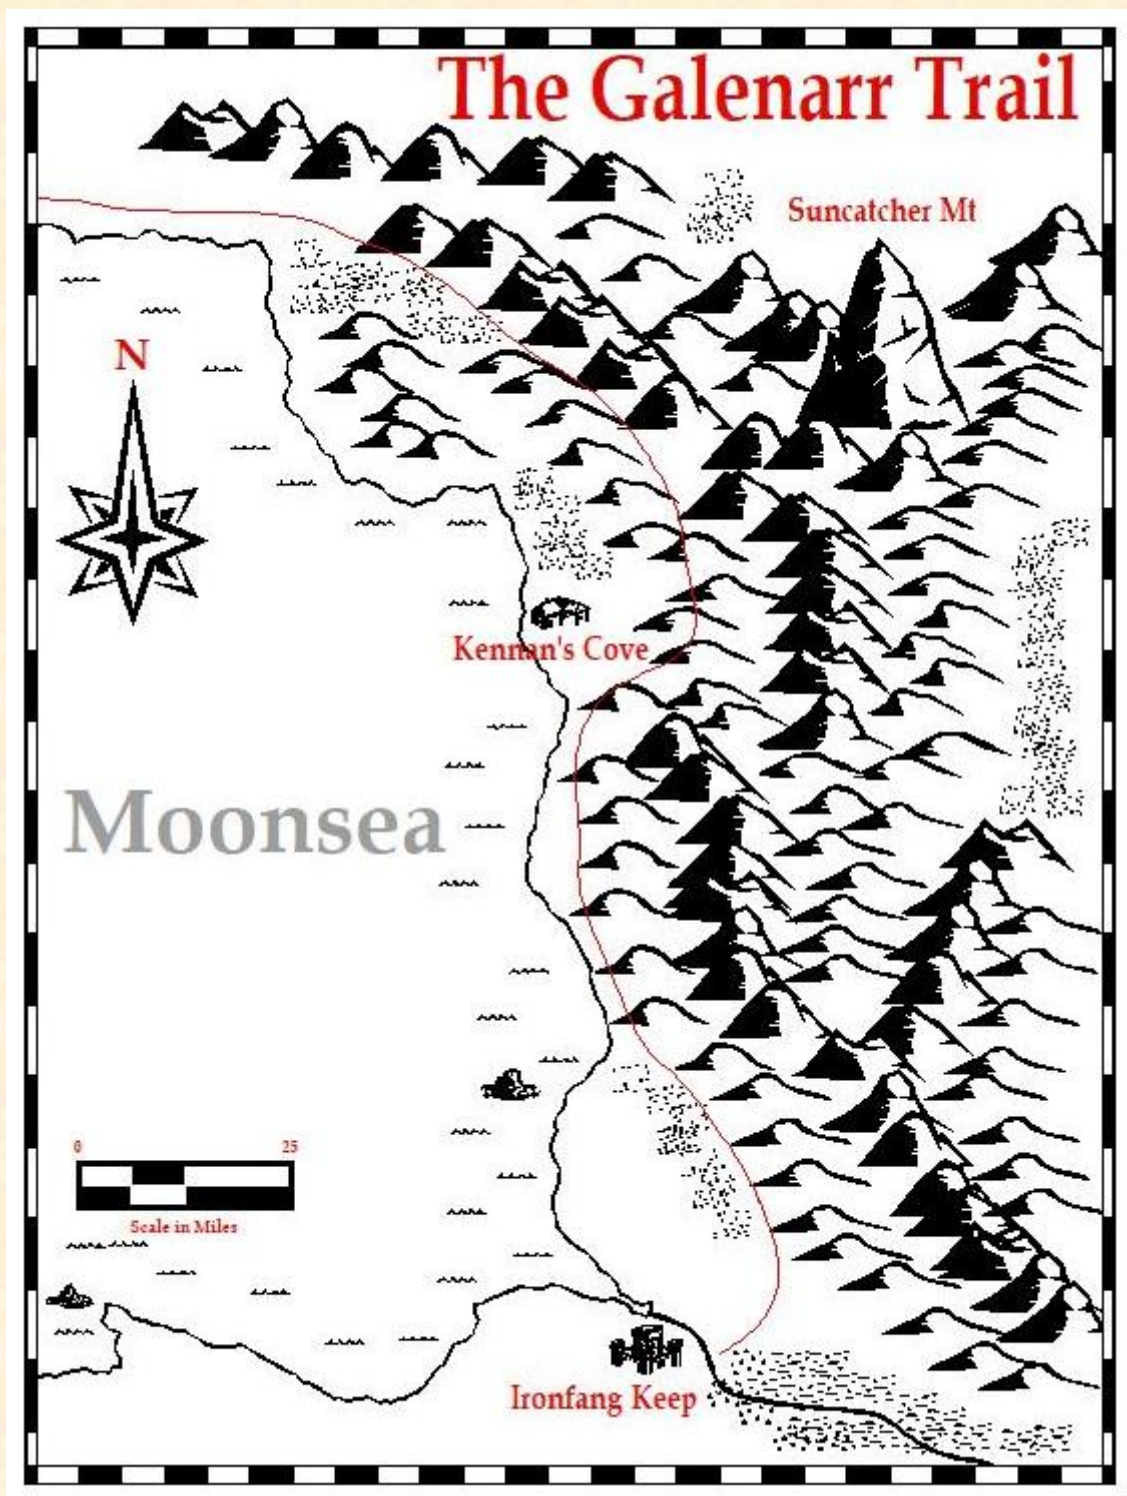 The Galenarr Trail
Suncatcher Mt
N
Kennan's Cove
Moonsea
0 25
Scale in Miles
Ironfang Keep